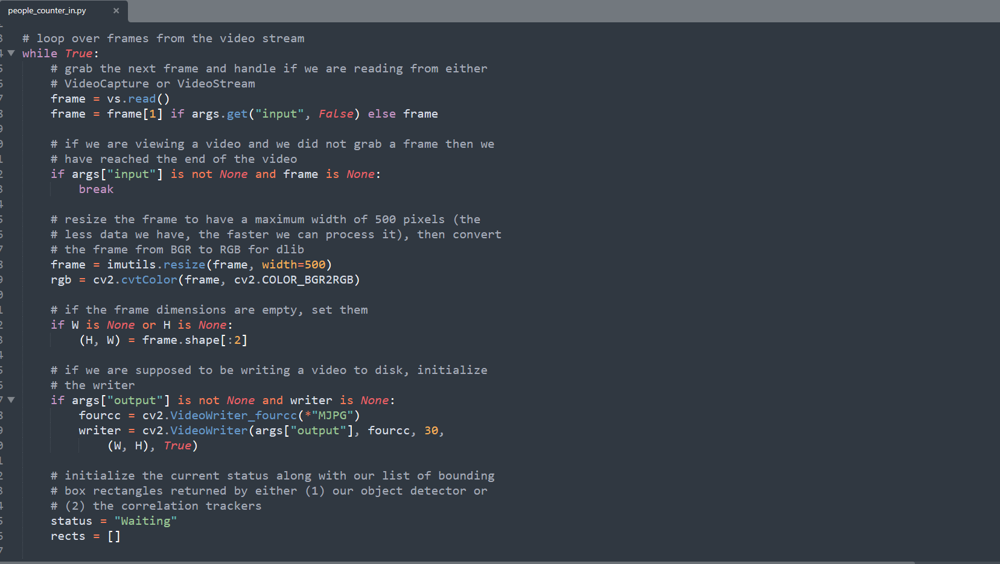 people_counter_in.py ×
# loop over frames from the video stream
while True:
    # grab the next frame and handle if we are reading from either
    # VideoCapture or VideoStream
    frame = vs.read()
    frame = frame[1] if args.get("input", False) else frame

    # if we are viewing a video and we did not grab a frame then we
    # have reached the end of the video
    if args["input"] is not None and frame is None:
        break

    # resize the frame to have a maximum width of 500 pixels (the
    # less data we have, the faster we can process it), then convert
    # the frame from BGR to RGB for dlib
    frame = imutils.resize(frame, width=500)
    rgb = cv2.cvtColor(frame, cv2.COLOR_BGR2RGB)

    # if the frame dimensions are empty, set them
    if W is None or H is None:
        (H, W) = frame.shape[:2]

    # if we are supposed to be writing a video to disk, initialize
    # the writer
    if args["output"] is not None and writer is None:
        fourcc = cv2.VideoWriter_fourcc(*"MJPG")
        writer = cv2.VideoWriter(args["output"], fourcc, 30,
            (W, H), True)

    # initialize the current status along with our list of bounding
    # box rectangles returned by either (1) our object detector or
    # (2) the correlation trackers
    status = "Waiting"
    rects = []